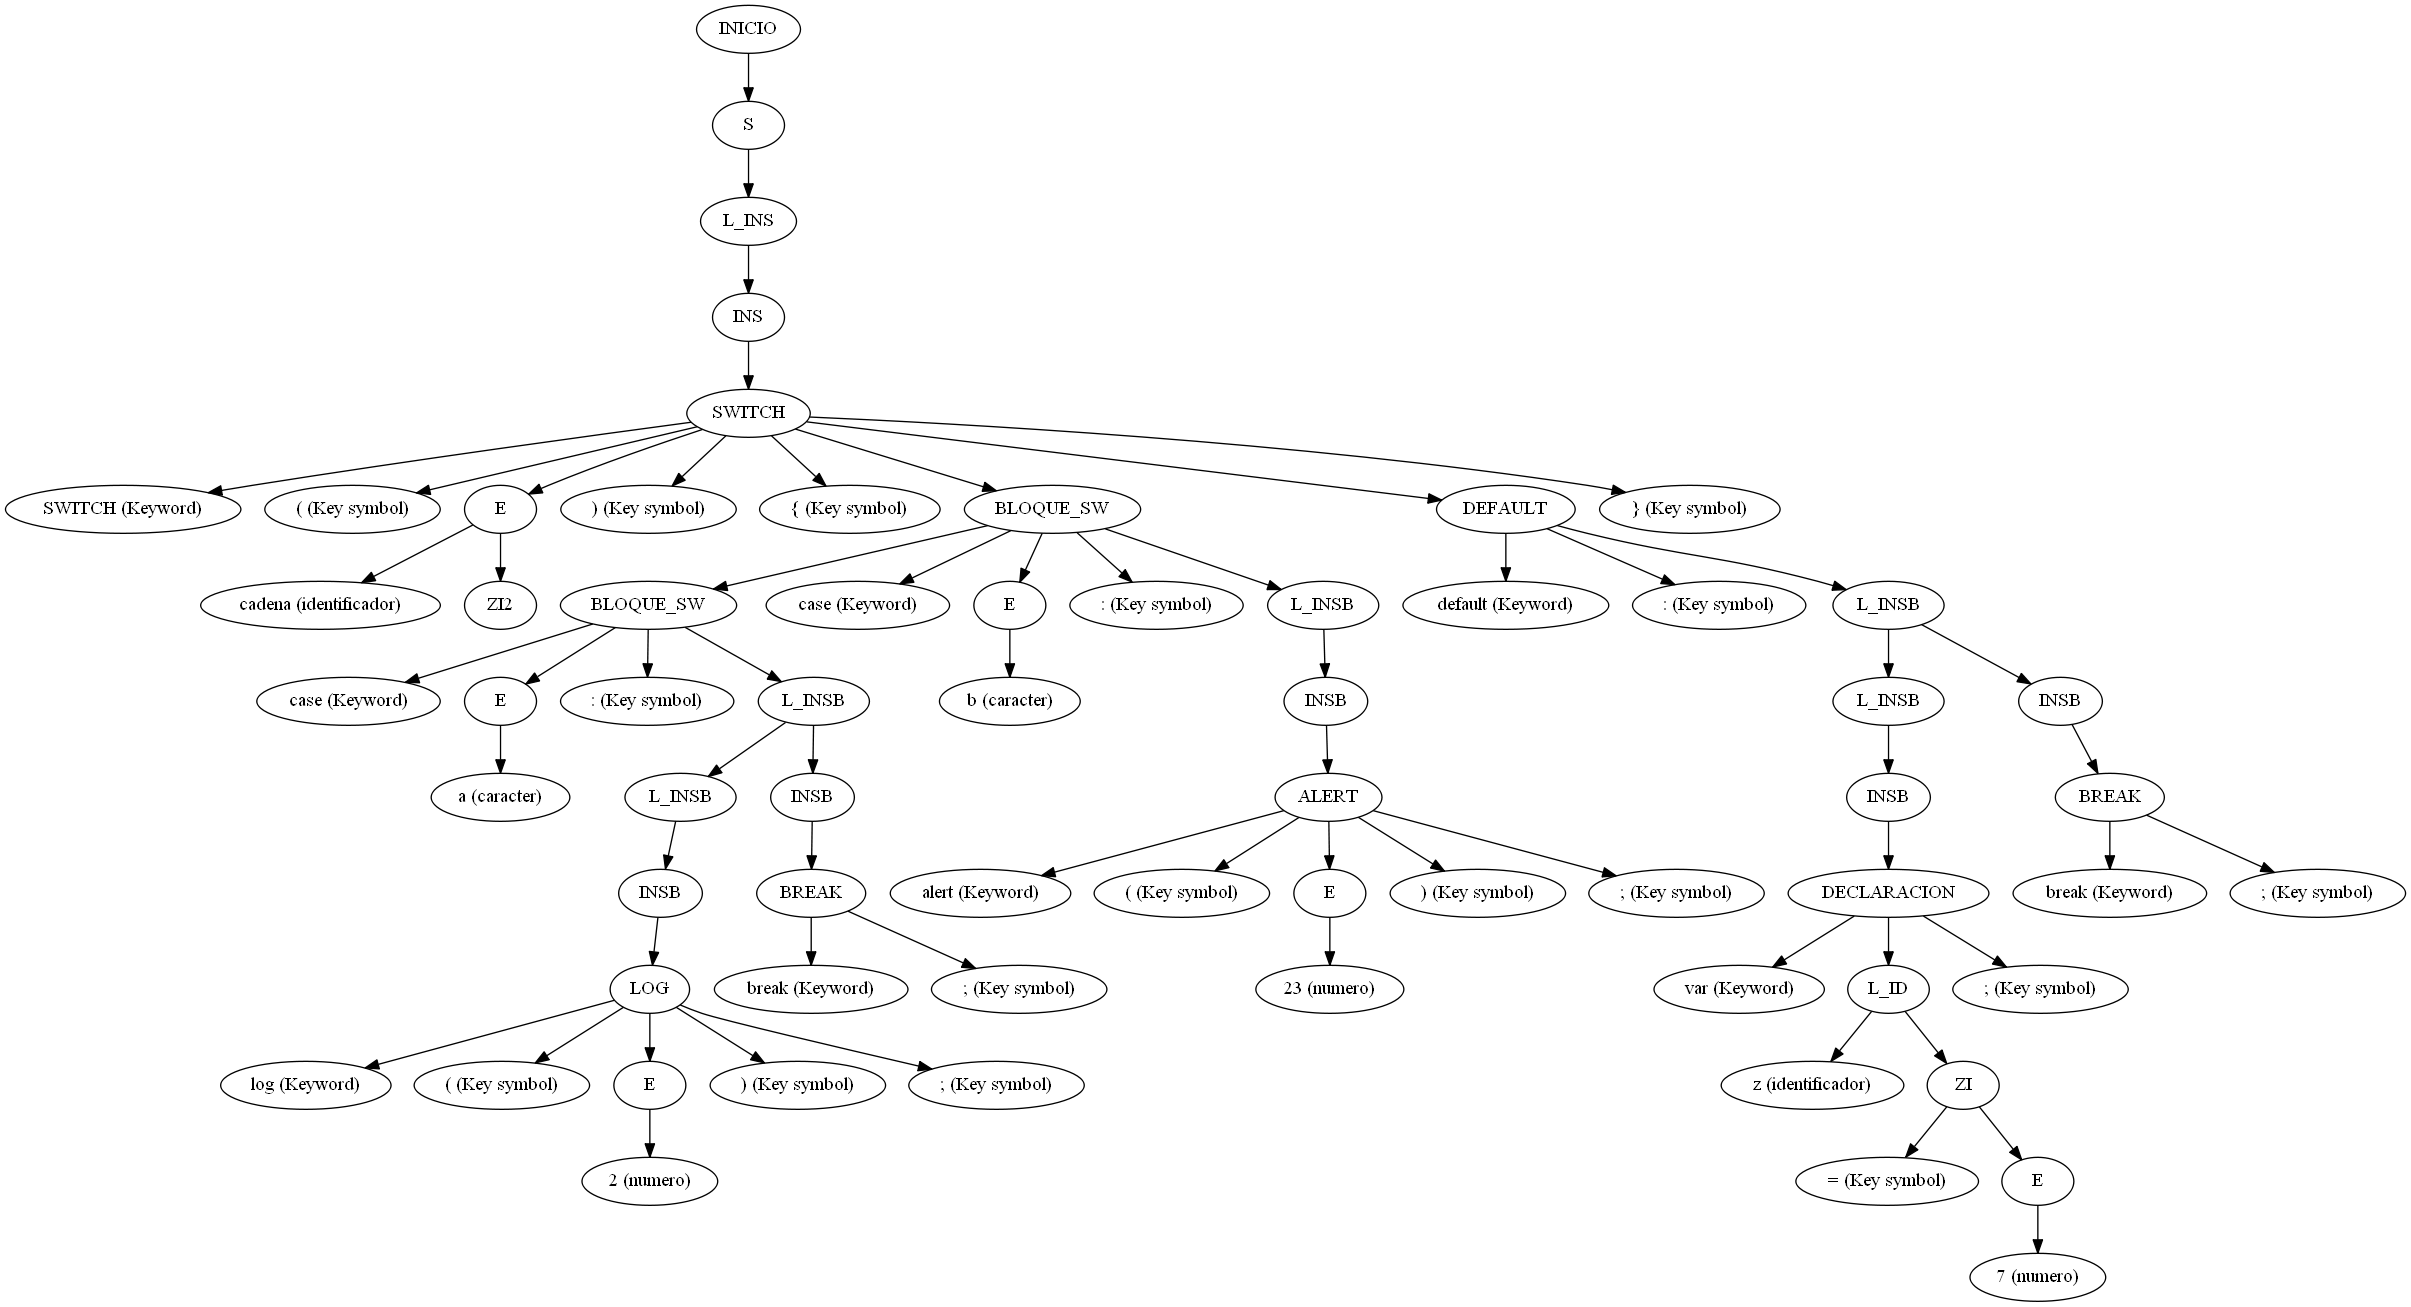 INICIO
S
L_INS
INS
SWITCH
SWITCH (Keyword)
( (Key symbol)
E
) (Key symbol)
{ (Key symbol)
BLOQUE_SW
DEFAULT
} (Key symbol)
cadena (identificador)
ZI2
BLOQUE_SW
case (Keyword)
E
: (Key symbol)
L_INSB
default (Keyword)
: (Key symbol)
L_INSB
case (Keyword)
E
: (Key symbol)
L_INSB
b (caracter)
INSB
L_INSB
INSB
a (caracter)
L_INSB
INSB
ALERT
INSB
BREAK
INSB
BREAK
alert (Keyword)
( (Key symbol)
E
) (Key symbol)
; (Key symbol)
DECLARACION
break (Keyword)
; (Key symbol)
LOG
break (Keyword)
; (Key symbol)
23 (numero)
var (Keyword)
L_ID
; (Key symbol)
log (Keyword)
( (Key symbol)
E
) (Key symbol)
; (Key symbol)
z (identificador)
ZI
2 (numero)
= (Key symbol)
E
7 (numero)